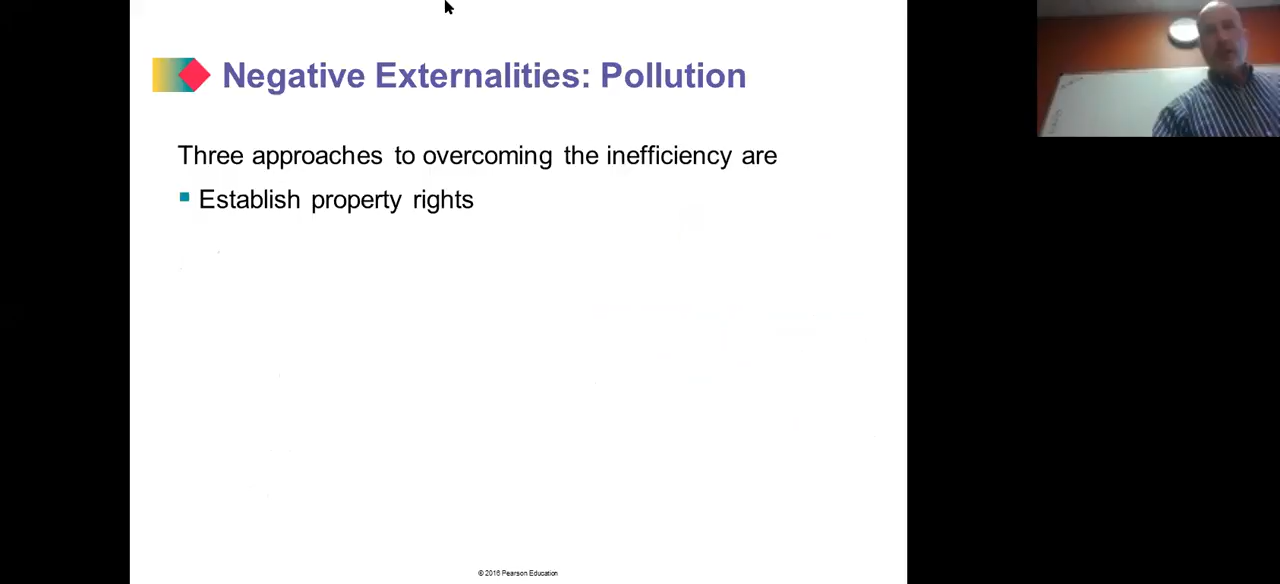 Negative Externalities: Pollution
Three approaches to overcoming the inefficiency are
Establish property rights
© 2016 Pearson Education